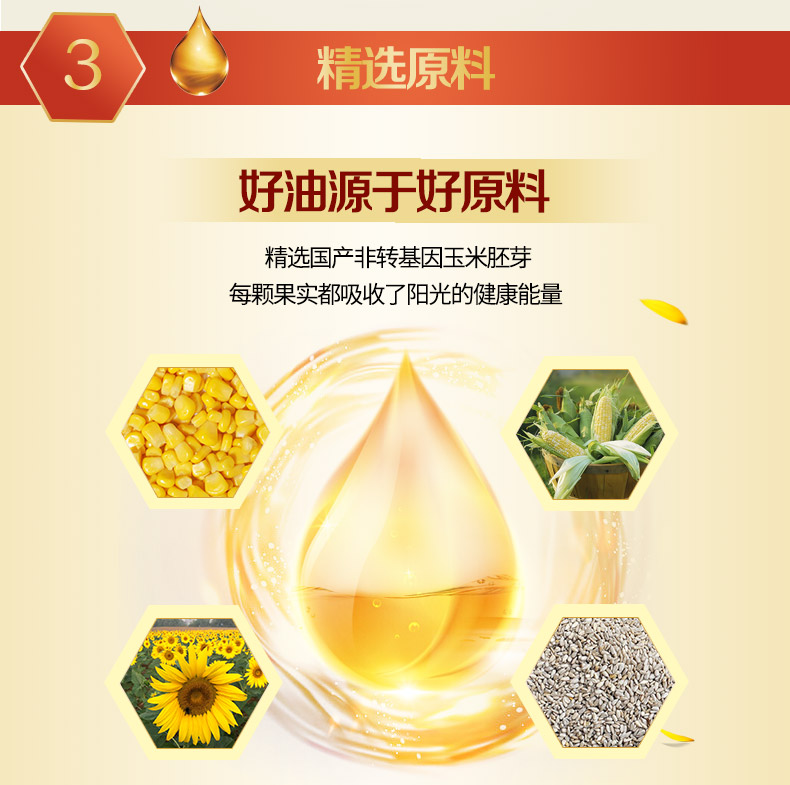 3
精选原料
好油源于好原料
精选国产非转基因玉米胚芽
每颗果实都吸收了阳光的健康能量